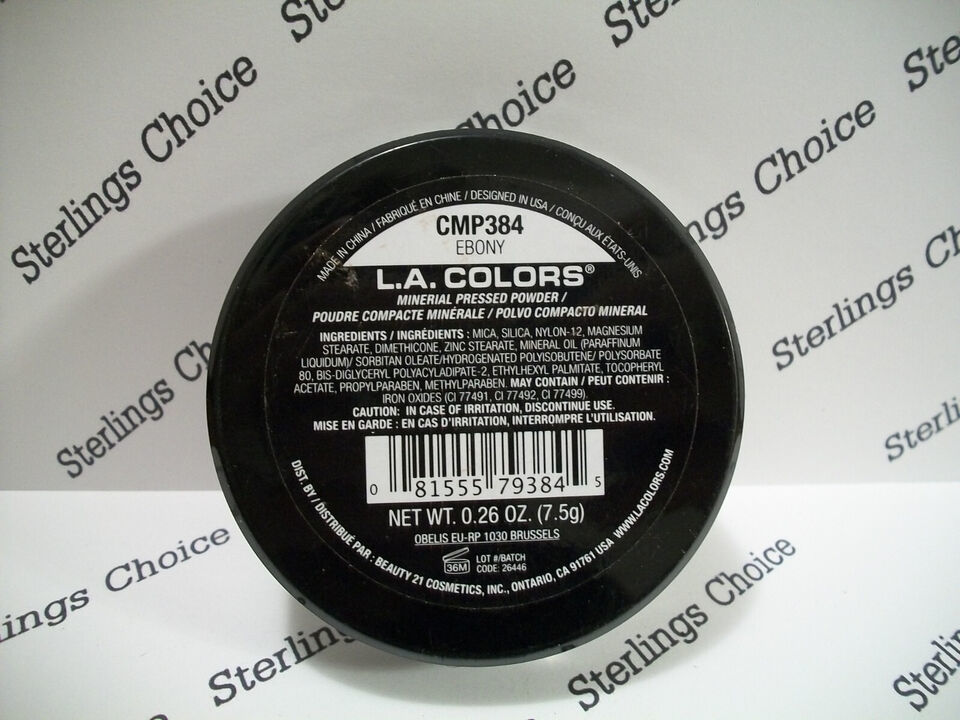 Sterlings Choice
Sterlings Choice
Sterlings Choice
Sterlings Choice
Sterlings Choice
Sterlings Choice
Sterlings
Sterlings Choice
MADE IN CHINA / FABRIQUÉ EN CHINE / DESIGNED IN USA / CONÇU AUX ÉTATS-UNIS
CMP384
EBONY
L.A. COLORS®
MINERIAL PRESSED POWDER /
POUDRE COMPACTE MINÉRALE / POLVO COMPACTO MINERAL
INGREDIENTS / INGRÉDIENTS : MICA, SILICA, NYLON-12, MAGNESIUM
STEARATE, DIMETHICONE, ZINC STEARATE, MINERAL OIL (PARAFFINUM
LIQUIDUM)/ SORBITAN OLEATE/HYDROGENATED POLYISOBUTENE/ POLYSORBATE
80, BIS-DIGLYCERYL POLYACYLADIPATE-2, ETHYLHEXYL PALMITATE, TOCOPHERYL
ACETATE, PROPYLPARABEN, METHYLPARABEN. MAY CONTAIN / PEUT CONTENIR :
IRON OXIDES (CI 77491, CI 77492, CI 77499).
CAUTION: IN CASE OF IRRITATION, DISCONTINUE USE.
MISE EN GARDE : EN CAS D'IRRITATION, INTERROMPRE L'UTILISATION.
0 81555 79384 5
NET WT. 0.26 OZ. (7.5g)
OBELIS EU-RP 1030 BRUSSELS
36M
LOT #/BATCH
CODE: 26446
DIST. BY / DISTRIBUÉ PAR : BEAUTY 21 COSMETICS, INC., ONTARIO, CA 91761 USA WWW.LACOLORS.COM
ings Choice
Sterlings
Sterlings Choice
Sterlings